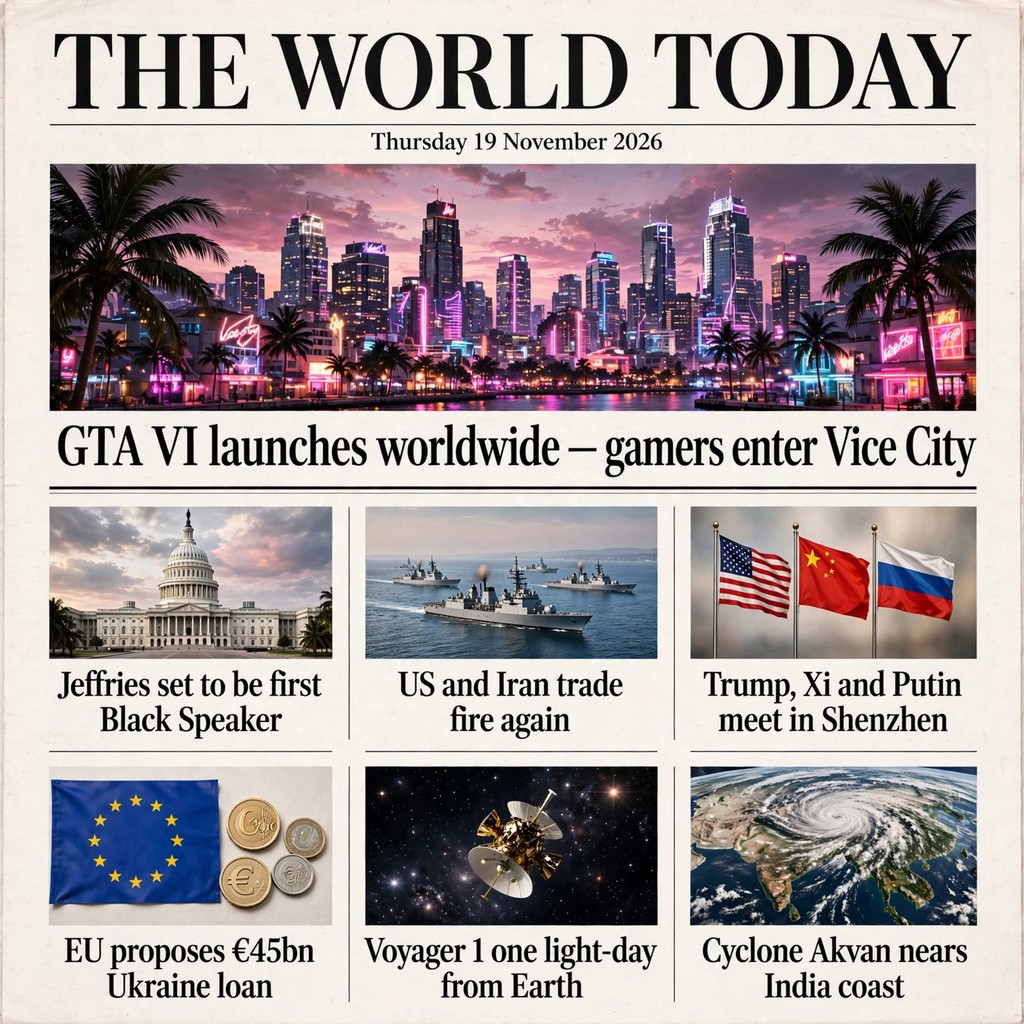 THE WORLD TODAY
Thursday 19 November 2026
GTA VI launches worldwide – gamers enter Vice City
Jeffries set to be first
Black Speaker
US and Iran trade
fire again
Trump, Xi and Putin
meet in Shenzhen
EU proposes €45bn
Ukraine loan
Voyager 1 one light-day
from Earth
Cyclone Akvan nears
India coast